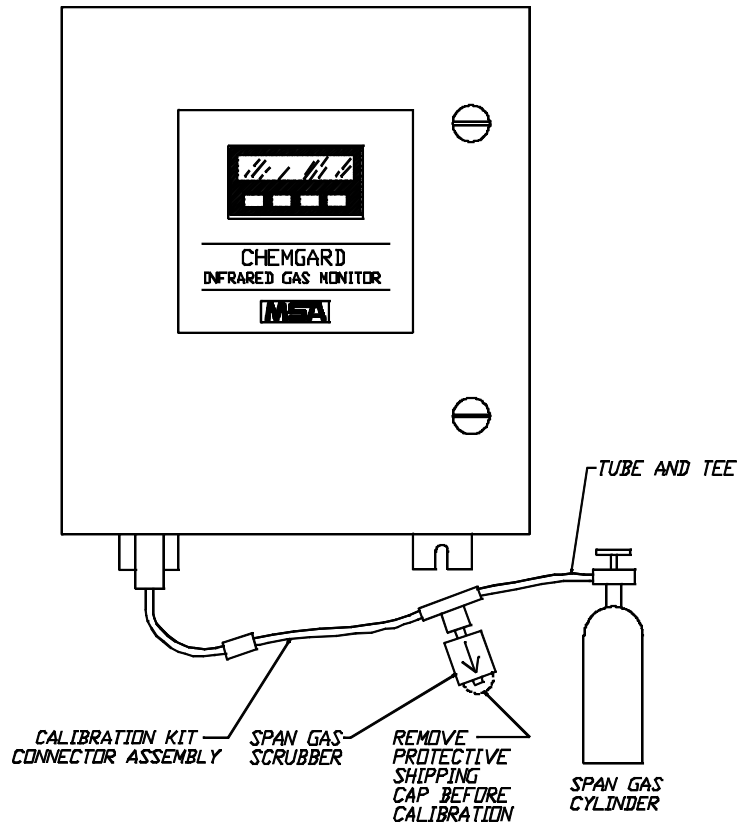 CHEMGARD
INFRARED GAS MONITOR
MSA
TUBE AND TEE
CALIBRATION KIT
CONNECTOR ASSEMBLY
SPAN GAS
SCRUBBER
REMOVE
PROTECTIVE
SHIPPING
CAP BEFORE
CALIBRATION
SPAN GAS
CYLINDER